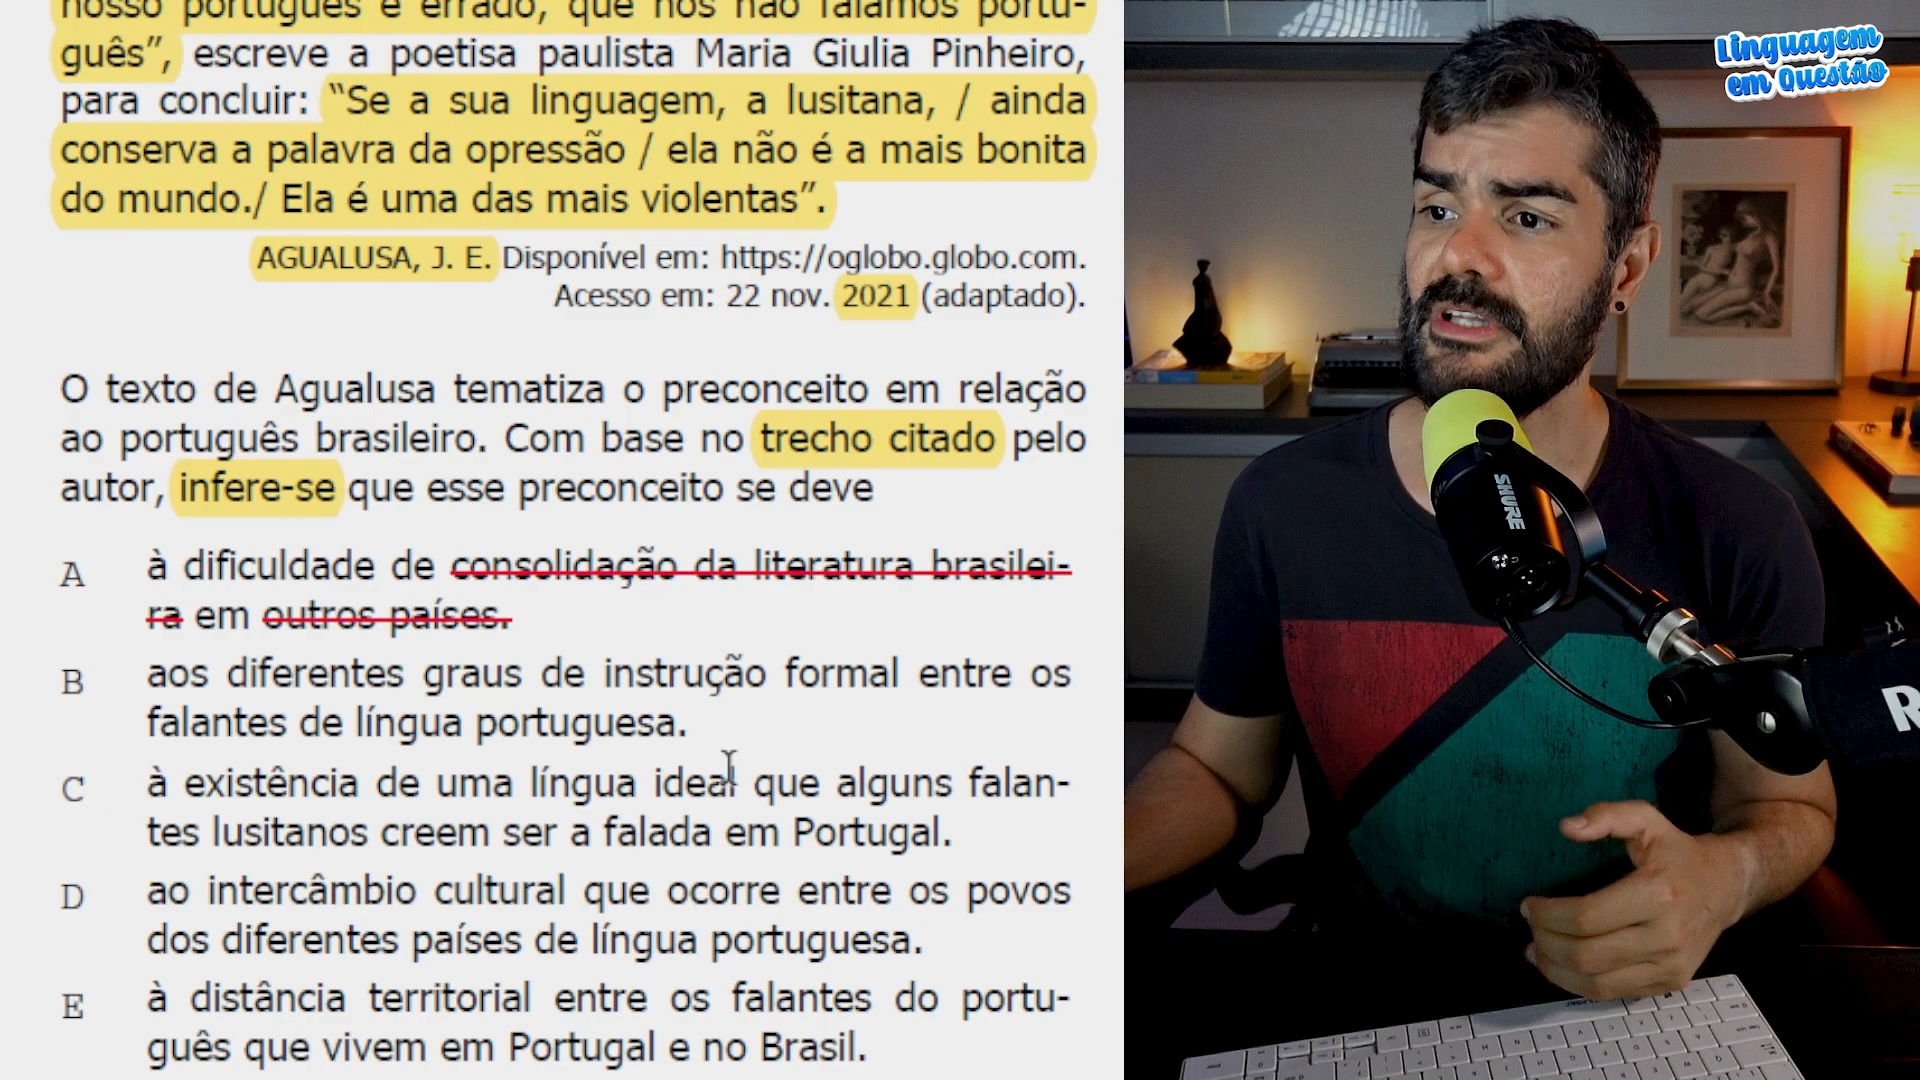 nosso português é errado, que nós não falamos portu-
guês”, escreve a poetisa paulista Maria Giulia Pinheiro,
para concluir: “Se a sua linguagem, a lusitana, / ainda
conserva a palavra da opressão / ela não é a mais bonita
do mundo./ Ela é uma das mais violentas”.
AGUALUSA, J. E. Disponível em: https://oglobo.globo.com.
Acesso em: 22 nov. 2021 (adaptado).
O texto de Agualusa tematiza o preconceito em relação
ao português brasileiro. Com base no trecho citado pelo
autor, infere-se que esse preconceito se deve
A à dificuldade de consolidação da literatura brasilei-
ra em outros países.
B aos diferentes graus de instrução formal entre os
falantes de língua portuguesa.
C à existência de uma língua ideal que alguns falan-
tes lusitanos creem ser a falada em Portugal.
D ao intercâmbio cultural que ocorre entre os povos
dos diferentes países de língua portuguesa.
E à distância territorial entre os falantes do portu-
guês que vivem em Portugal e no Brasil.
Linguagem
em Questão
SHURE
R